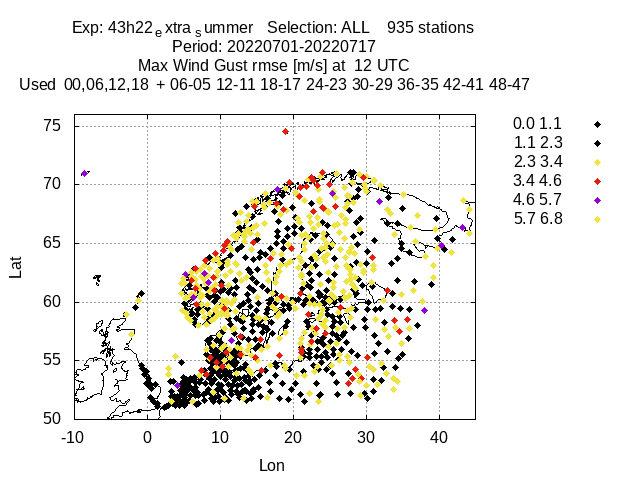 Exp: 43h22extrasummer   Selection: ALL    935 stations
Period: 20220701-20220717
Max Wind Gust rmse [m/s] at  12 UTC
Used  00,06,12,18  + 06-05 12-11 18-17 24-23 30-29 36-35 42-41 48-47
0.0 1.1
1.1 2.3
2.3 3.4
3.4 4.6
4.6 5.7
5.7 6.8
75
70
65
60
55
50
Lat
-10 0 10 20 30 40
Lon